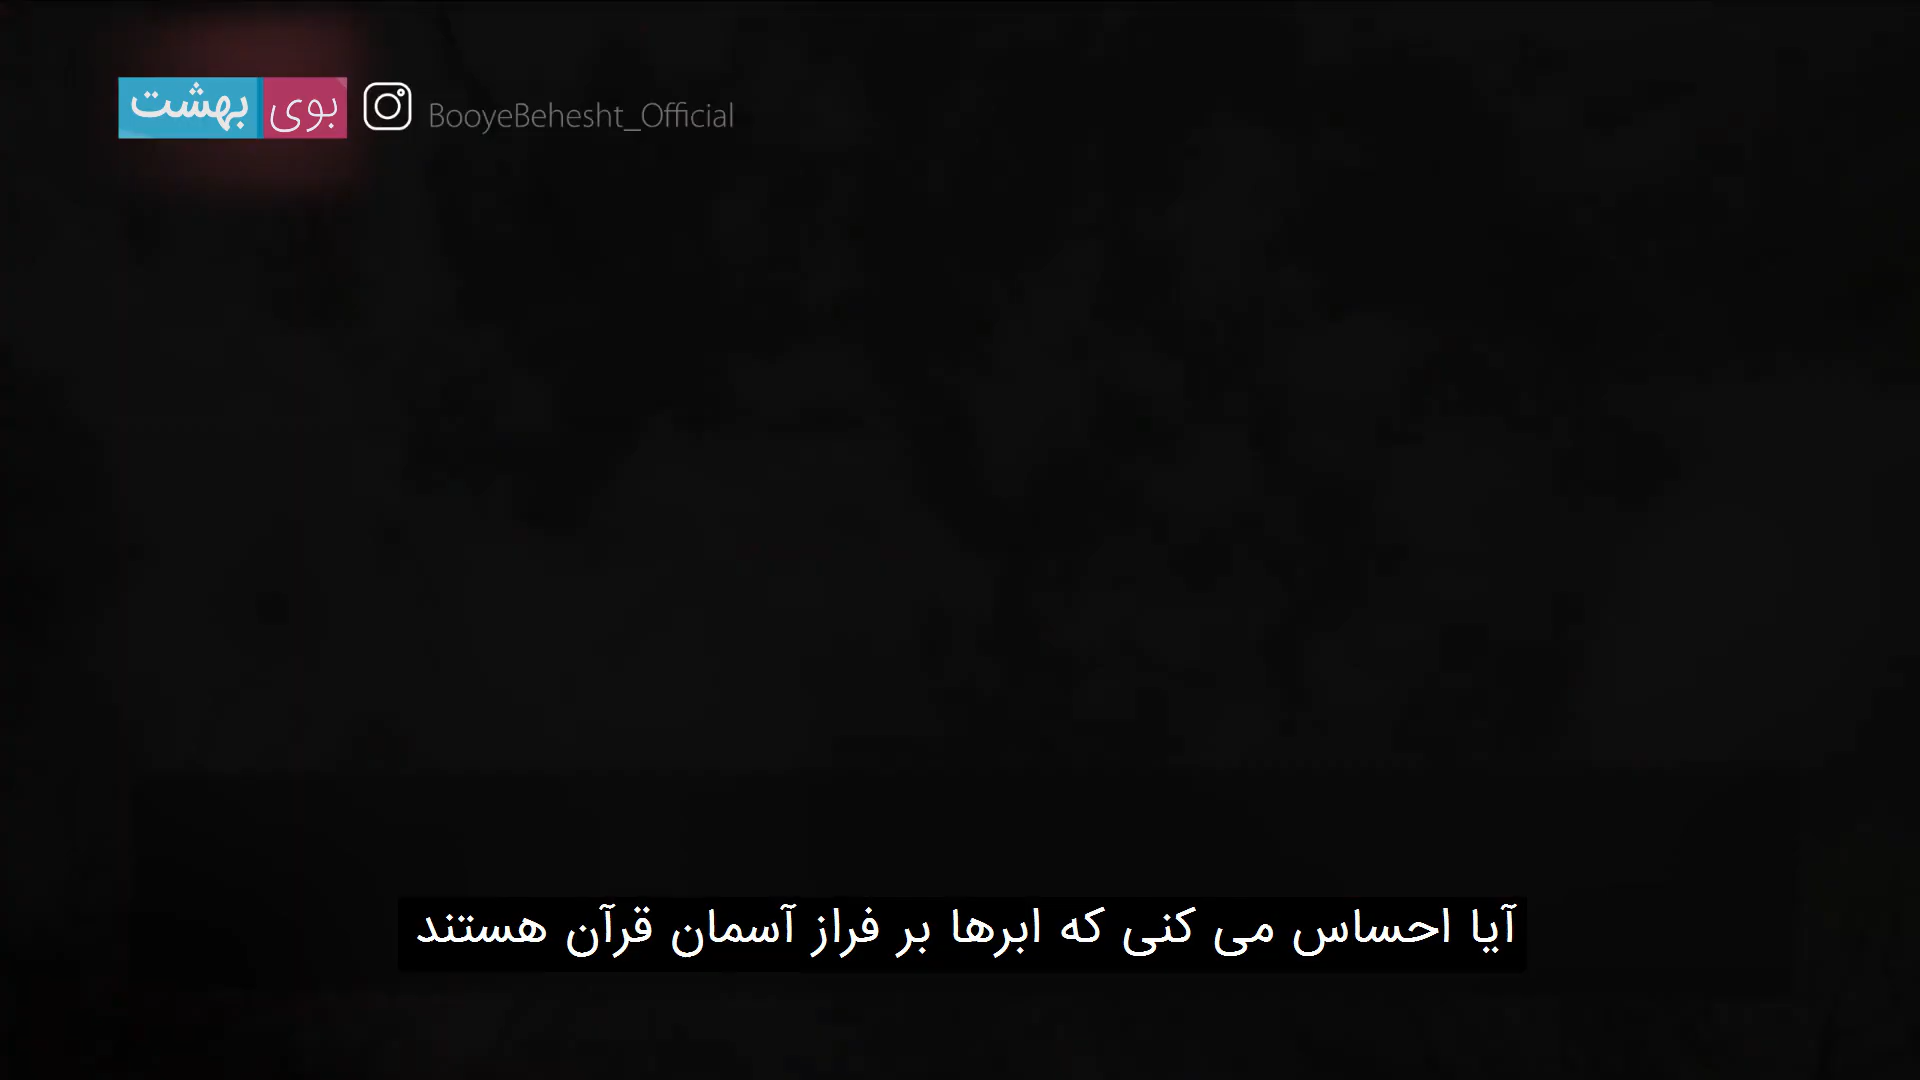 بوی بهشت
BooyeBehesht_Official
آیا احساس می کنی که ابرها بر فراز آسمان قرآن هستند